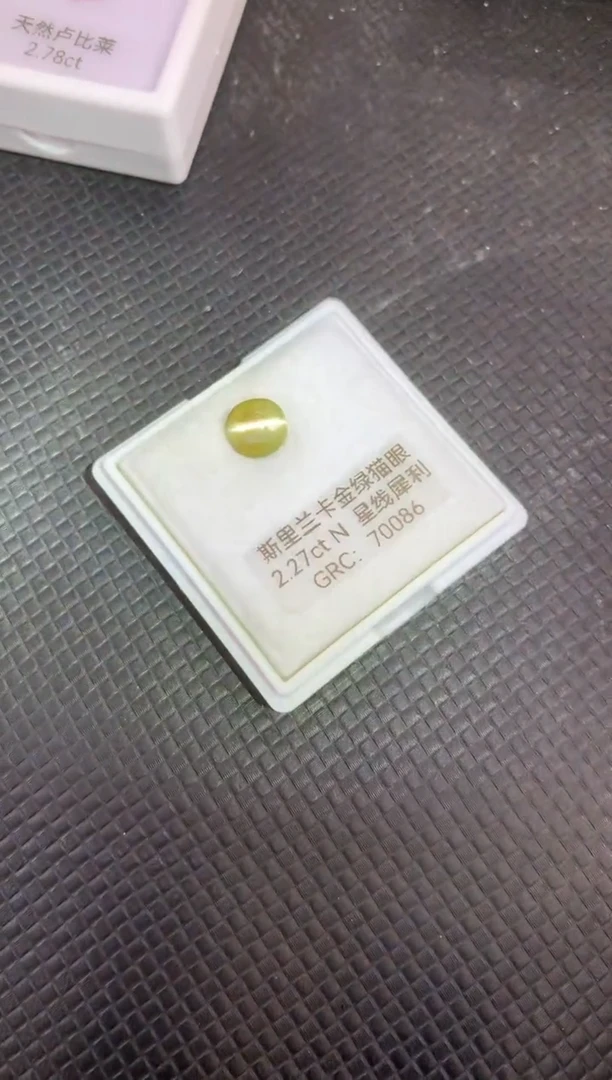 天然卢比莱
2.78ct
斯里兰卡金绿猫眼
2.27ct N 星线犀利
GRC: 70086